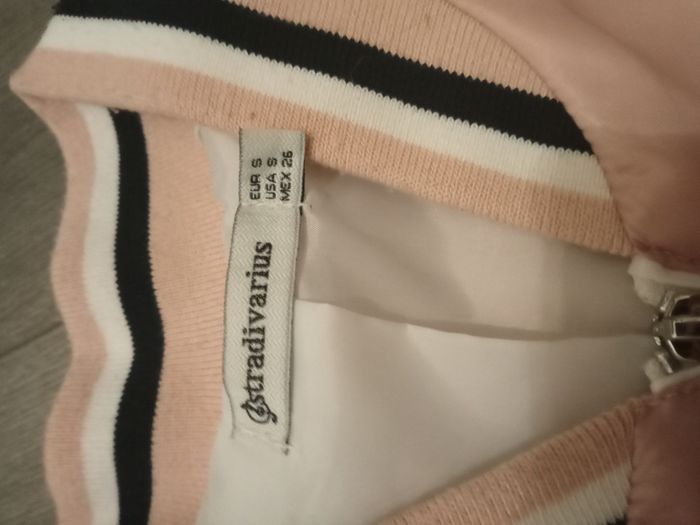 EUR S
USA S
MEX 26
stradivarius